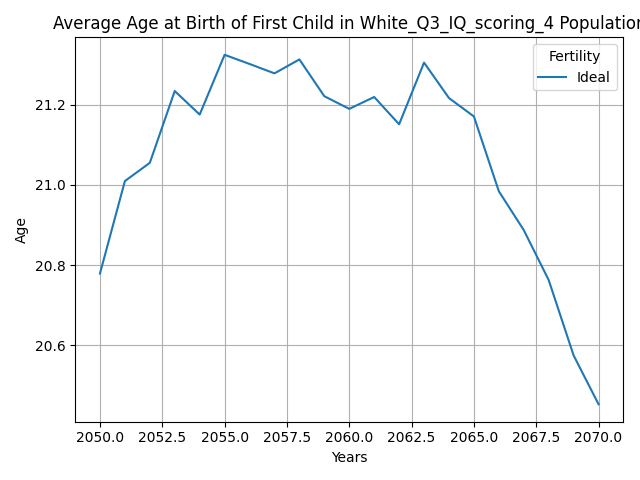 Average Age at Birth of First Child in White_Q3_IQ_scoring_4 Population
Fertility
Ideal
21.2
21.0
20.8
20.6
Age
2050.0 2052.5 2055.0 2057.5 2060.0 2062.5 2065.0 2067.5 2070.0
Years